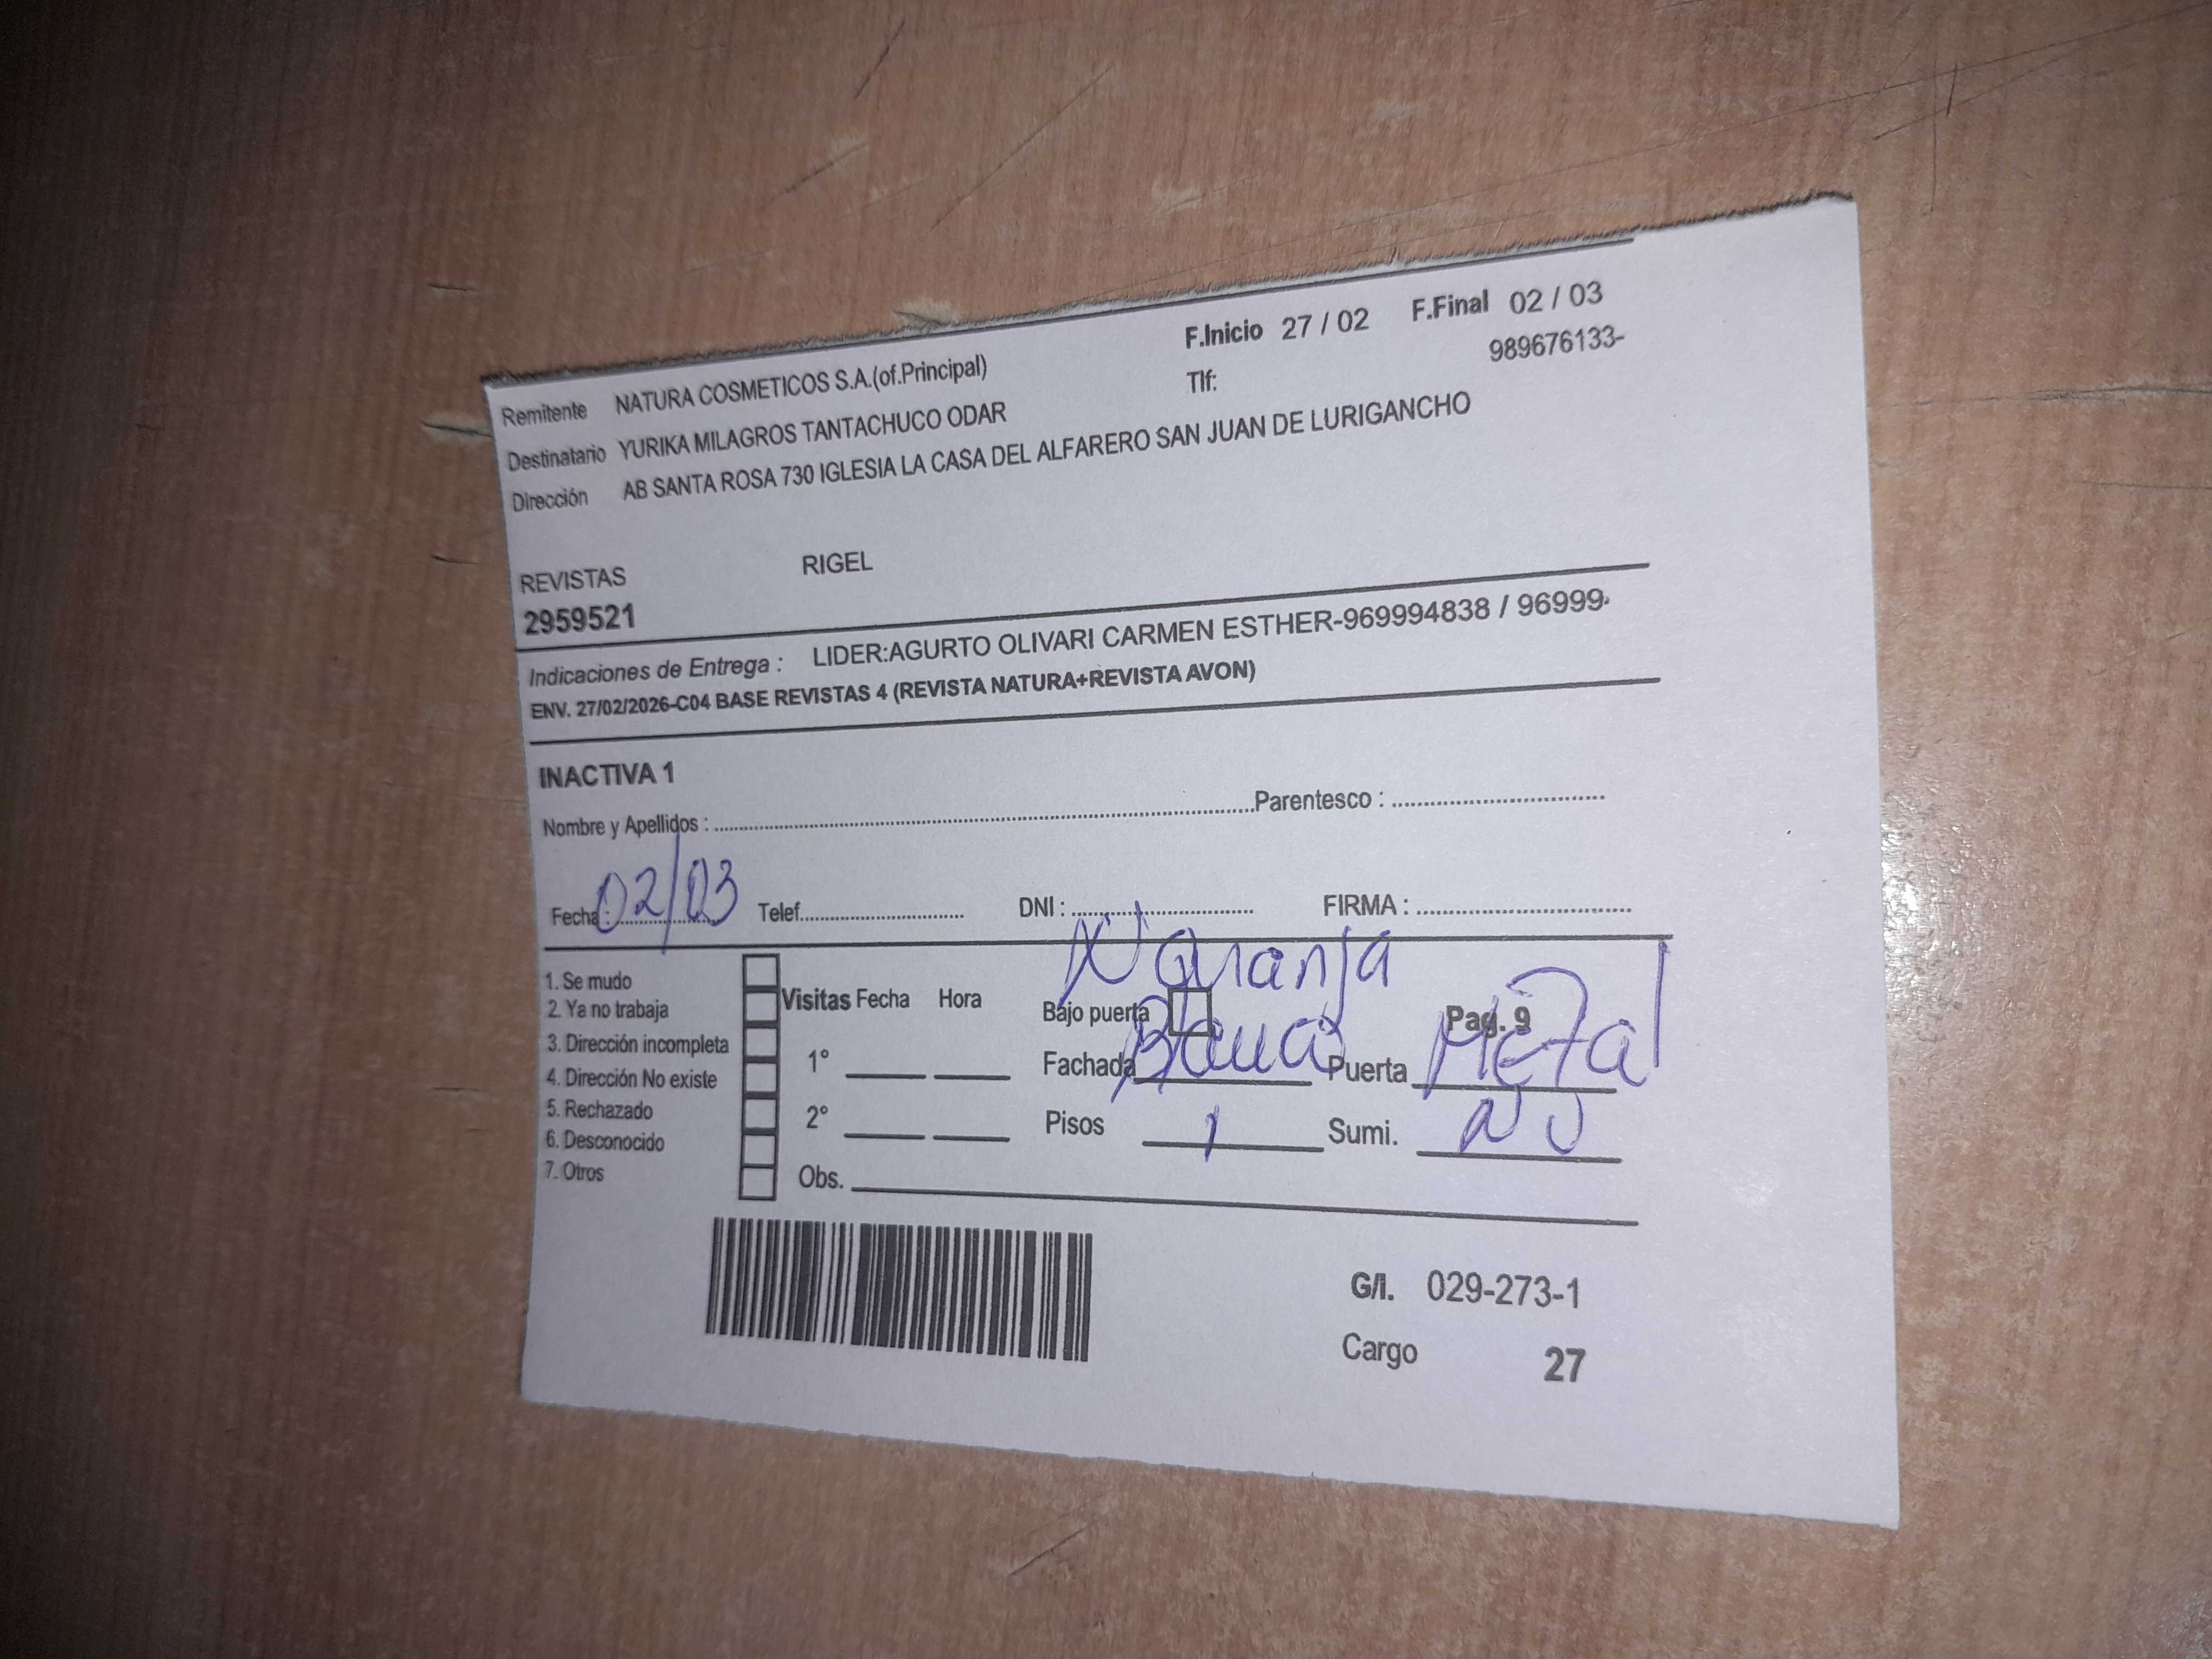 F.Inicio 27 / 02 F.Final 02 / 03
Remitente NATURA COSMETICOS S.A.(of.Principal) Tlf: 989676133-
Destinatario YURIKA MILAGROS TANTACHUCO ODAR
Dirección AB SANTA ROSA 730 IGLESIA LA CASA DEL ALFARERO SAN JUAN DE LURIGANCHO
REVISTAS RIGEL
2959521
Indicaciones de Entrega : LIDER:AGURTO OLIVARI CARMEN ESTHER-969994838 / 96999
ENV. 27/02/2026-C04 BASE REVISTAS 4 (REVISTA NATURA+REVISTA AVON)
INACTIVA 1
Nombre y Apellidos : Parentesco :
Fecha : 02/03 Telef. DNI : FIRMA :
Naranja
1. Se mudo
2. Ya no trabaja
3. Dirección incompleta
4. Dirección No existe
5. Rechazado
6. Desconocido
7. Otros
Visitas Fecha Hora Bajo puerta Pag. 9
1° Fachada Blanca Puerta Metal
2° Pisos 1 Sumi.
Obs.
G/I. 029-273-1
Cargo 27